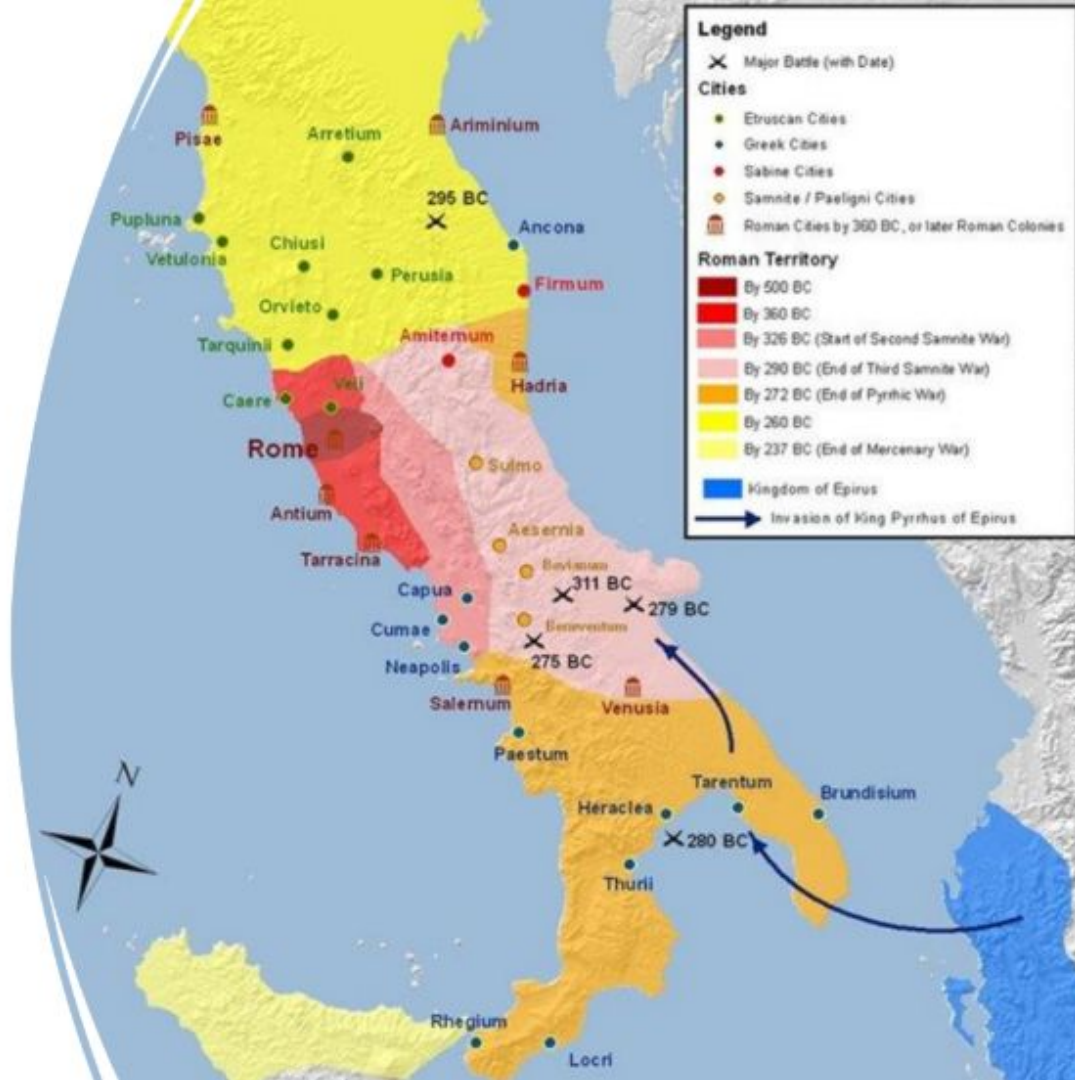 Legend
Major Battle (with Date)
Cities
Etruscan Cities
Greek Cities
Sabine Cities
Samnite / Paeligni Cities
Roman Cities by 360 BC, or later Roman Colonies
Roman Territory
By 500 BC
By 360 BC
By 326 BC (Start of Second Samnite War)
By 290 BC (End of Third Samnite War)
By 272 BC (End of Pyrrhic War)
By 260 BC
By 237 BC (End of Mercenary War)
Kingdom of Epirus
Invasion of King Pyrrhus of Epirus
Pisae
Arretium
Ariminium
295 BC
Pupluna
Ancona
Vetulonia
Chiusi
Perusia
Firmum
Orvieto
Tarquinii
Amiternum
Hadria
Veii
Caere
Rome
Sulmo
Antium
Aesernia
Tarracina
Bovianum
311 BC
Capua
279 BC
Cumae
Beneventum
Neapolis
275 BC
Salernum
Venusia
Paestum
Tarentum
Brundisium
Heraclea
280 BC
Thurii
N
Rhegium
Locri